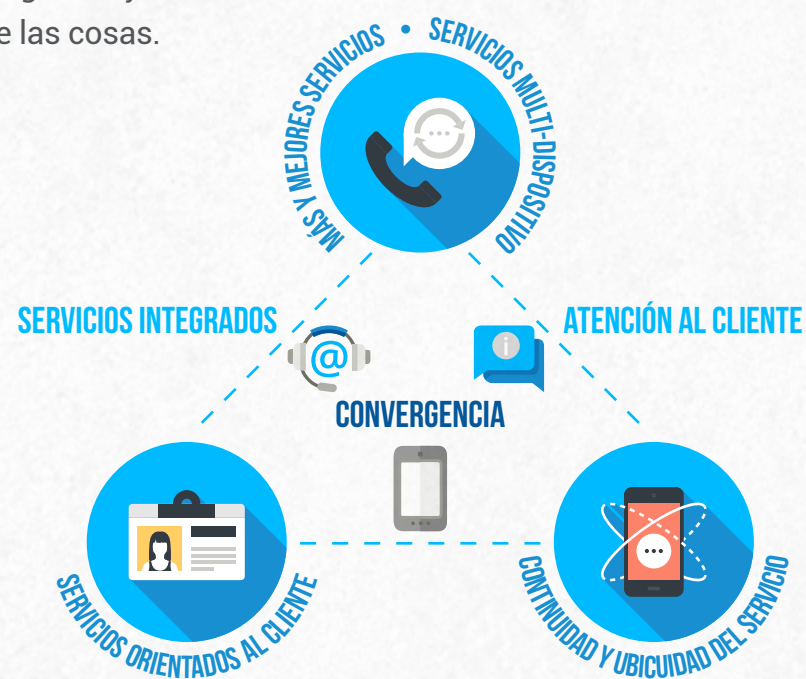 e las cosas.
MÁS Y MEJORES SERVICIOS • SERVICIOS MULTI-DISPOSITIVO
SERVICIOS INTEGRADOS
ATENCIÓN AL CLIENTE
@
i
CONVERGENCIA
SERVICIOS ORIENTADOS AL CLIENTE
CONTINUIDAD Y UBICUIDAD DEL SERVICIO